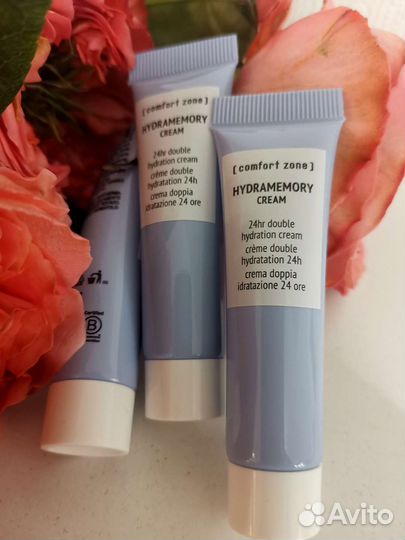 [ comfort zone ]
HYDRAMEMORY
CREAM
24hr double
hydration cream
crème double
hydratation 24h
crema doppia
idratazione 24 ore
[ comfort zone ]
HYDRAMEMORY
CREAM
24hr double
hydration cream
crème double
hydratation 24h
crema doppia
idratazione 24 ore
Certified
B
Avito